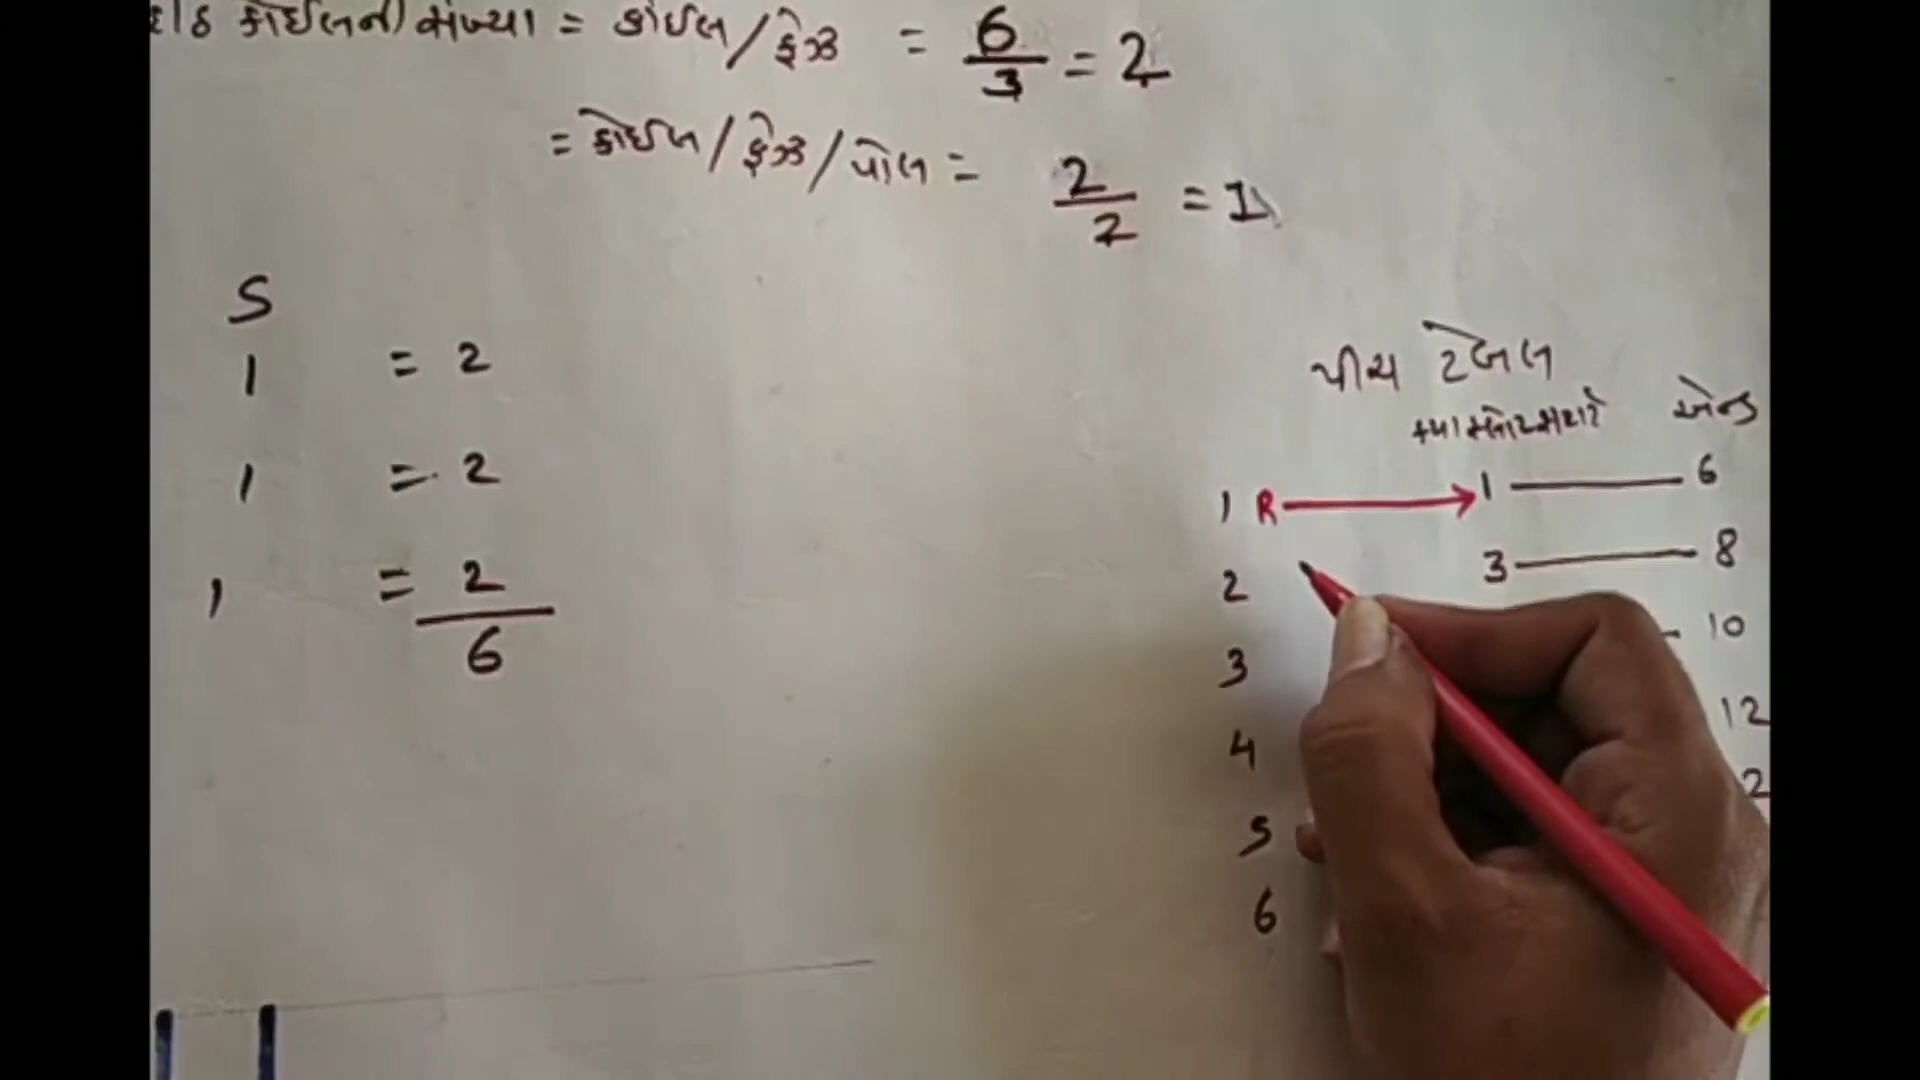 કોઈલની સંખ્યા = કોઈલ/ફેઝ = 6/3 = 2
= કોઈલ/ફેઝ/પોલ = 2/2 = 1
S
1 = 2
1 = 2
1 = 2
6
પીચ ટેબલ
એન્ડ
1 R → 1 — 6
2 3 — 8
3 10
4 12
5 2
6